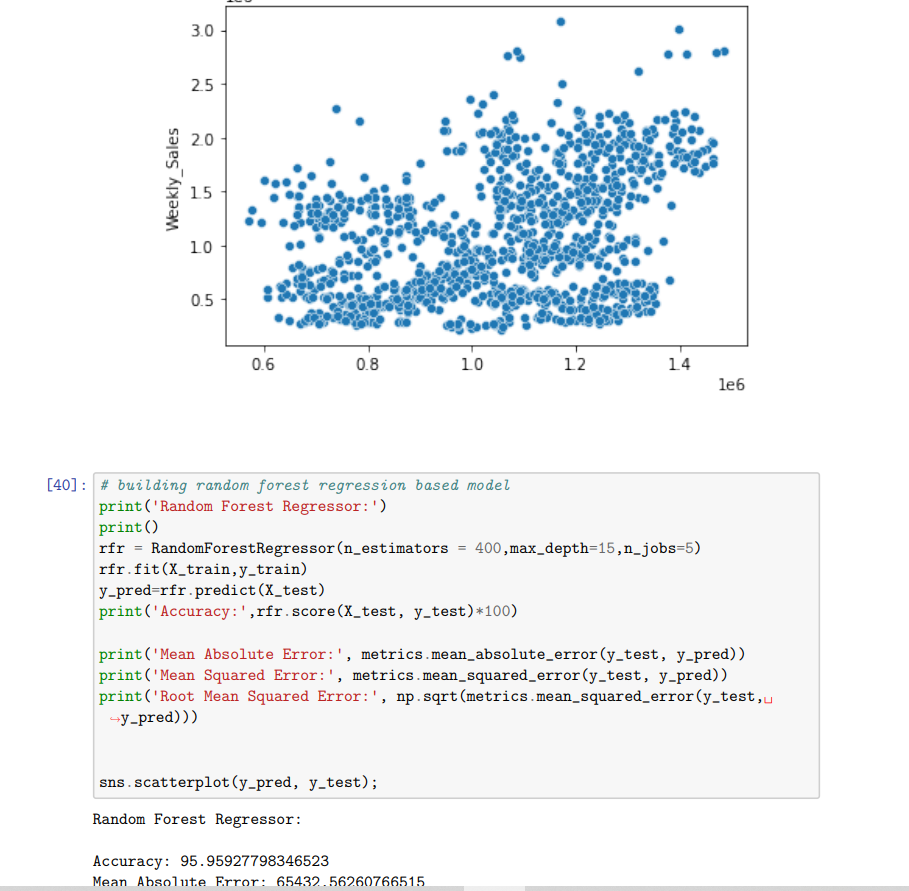 3.0
2.5
2.0
1.5
1.0
0.5
Weekly_Sales
0.6 0.8 1.0 1.2 1.4
1e6
[40]: # building random forest regression based model
print('Random Forest Regressor:')
print()
rfr = RandomForestRegressor(n_estimators = 400,max_depth=15,n_jobs=5)
rfr.fit(X_train,y_train)
y_pred=rfr.predict(X_test)
print('Accuracy:',rfr.score(X_test, y_test)*100)
print('Mean Absolute Error:', metrics.mean_absolute_error(y_test, y_pred))
print('Mean Squared Error:', metrics.mean_squared_error(y_test, y_pred))
print('Root Mean Squared Error:', np.sqrt(metrics.mean_squared_error(y_test,␣
↪y_pred)))
sns.scatterplot(y_pred, y_test);
Random Forest Regressor:
Accuracy: 95.95927798346523
Mean Absolute Error: 65432.56260766515